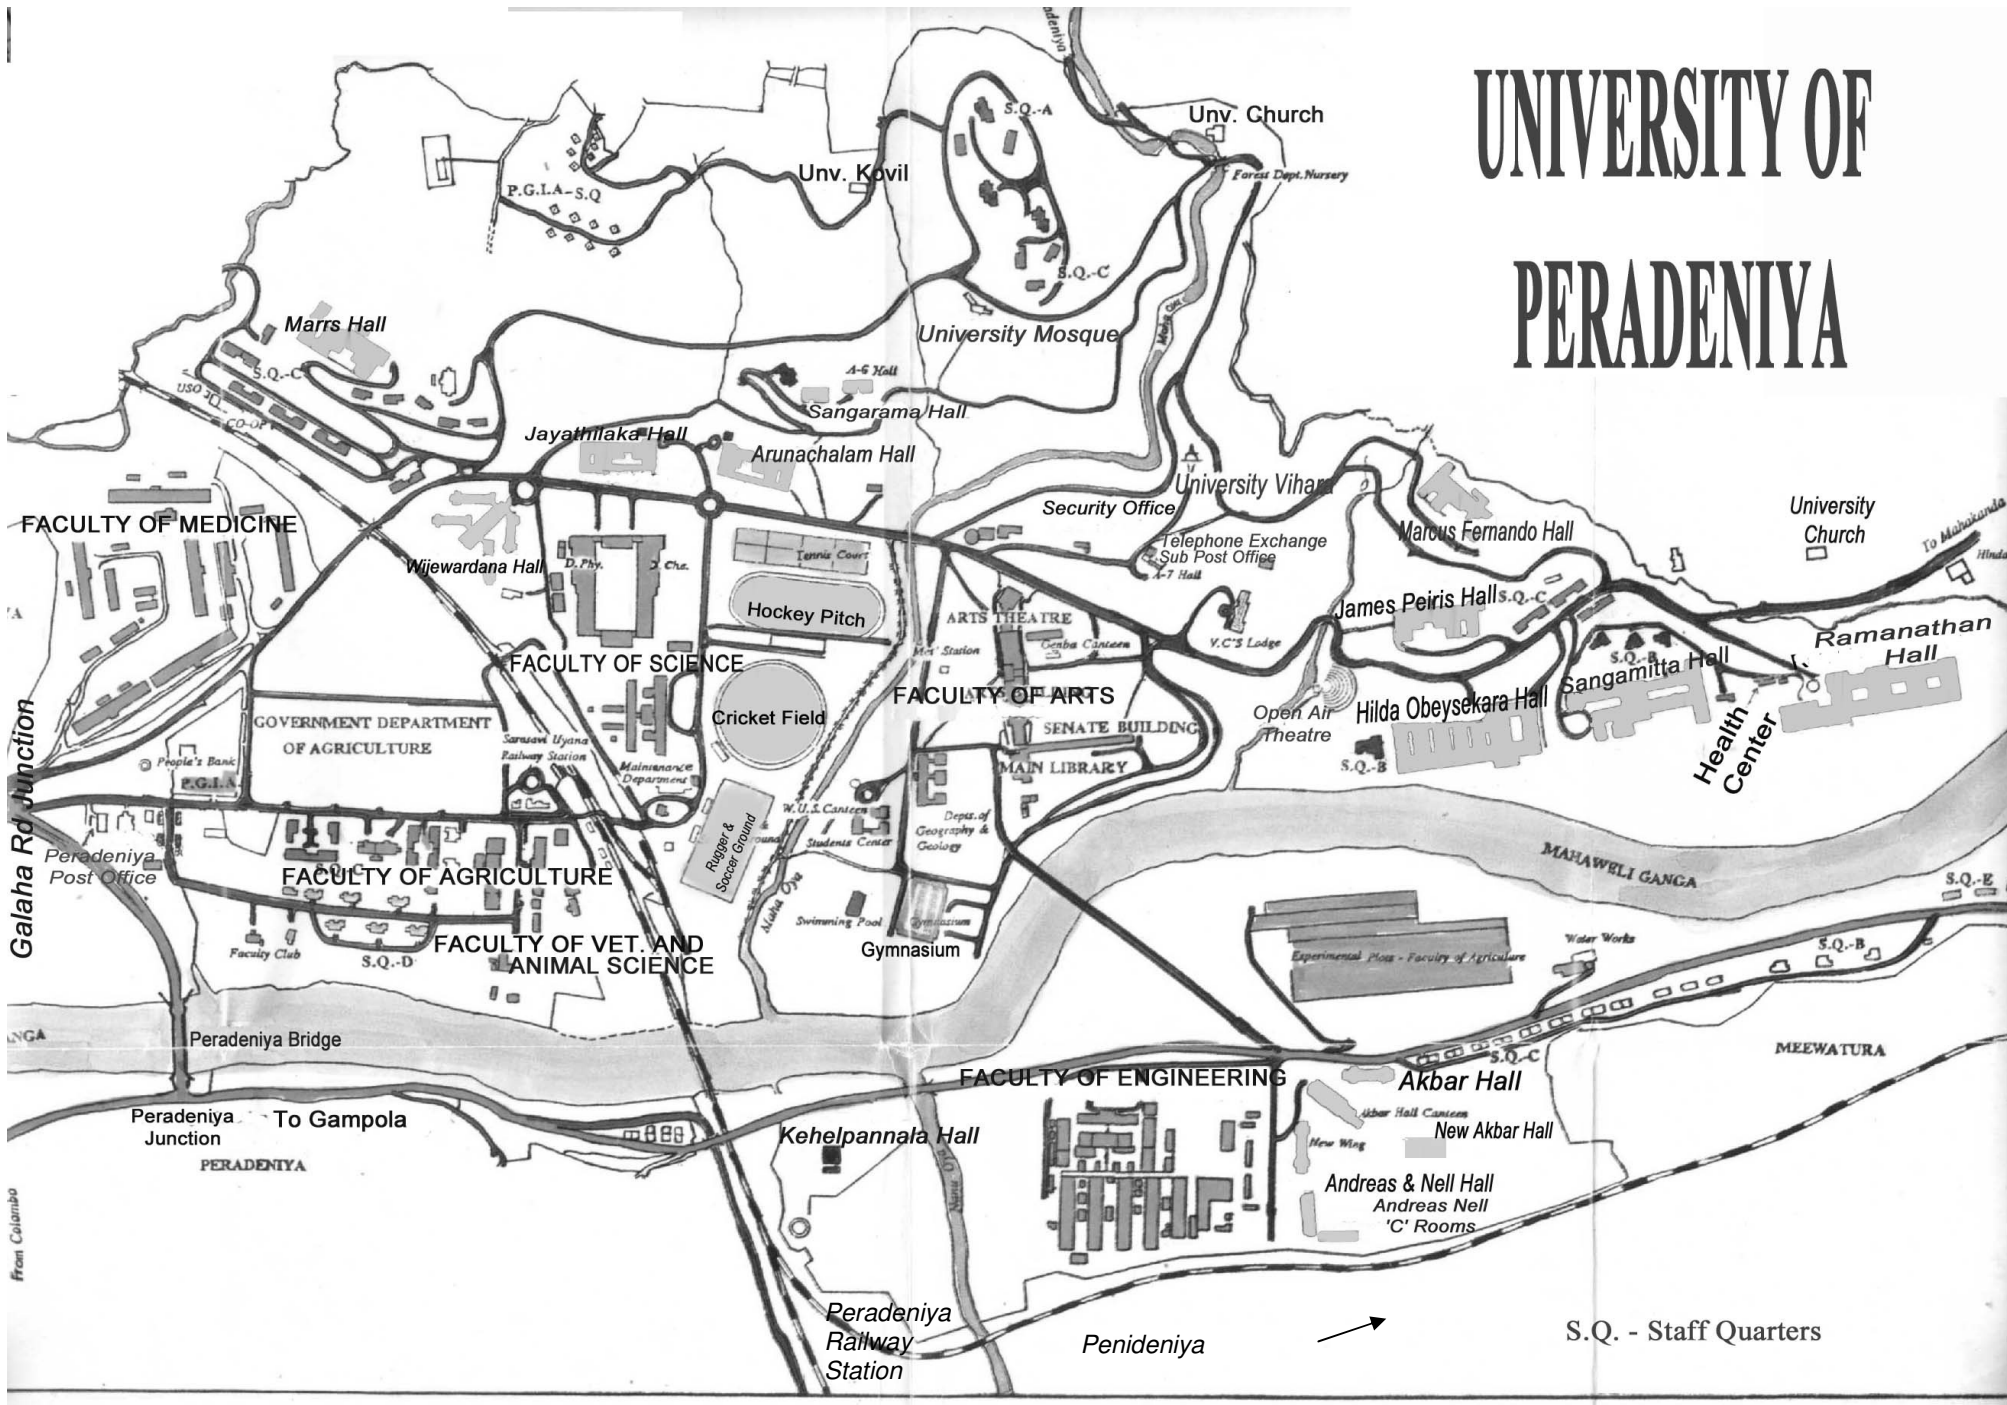 UNIVERSITY OF
PERADENIYA
S.Q.-A
Unv. Church
Forest Dept. Nursery
Unv. Kovil
P.G.I.A-S.Q
S.Q.-C
University Mosque
Maha Oya
Marrs Hall
S.Q.-C
USO
CO-OP
A-6 Hall
Sangarama Hall
Jayathilaka Hall
Arunachalam Hall
University Vihara
Security Office
Marcus Fernando Hall
University
Church
To Mahakanda
FACULTY OF MEDICINE
Wijewardana Hall
D. Phy.
D. Che.
Tennis Court
Telephone Exchange
Sub Post Office
A-7 Hall
Hockey Pitch
ARTS THEATRE
Genba Canteen
Met' Station
V.C'S Lodge
James Peiris Hall
S.Q.-C
S.Q.-B
Sangamitta Hall
Ramanathan
Hall
FACULTY OF SCIENCE
FACULTY OF ARTS
Cricket Field
SENATE BUILDING
MAIN LIBRARY
Open Air
Theatre
Hilda Obeysekara Hall
S.Q.-B
Health
Center
GOVERNMENT DEPARTMENT
OF AGRICULTURE
Sarasavi Uyana
Railway Station
Maintenance
Department
People's Bank
P.G.I.A.
Galaha Rd Junction
Peradeniya
Post Office
W.U.S. Canteen
Students Center
Depts. of
Geography &
Geology
Rugger &
Soccer Ground
S.Q.-C
FACULTY OF AGRICULTURE
MAHAWELI GANGA
S.Q.-E
Maha Oya
Swimming Pool
Gymnasium
Gymnasium
Faculty Club
S.Q.-D
FACULTY OF VET. AND
ANIMAL SCIENCE
Water Works
S.Q.-B
Experimental Plots - Faculty of Agriculture
Peradeniya Bridge
S.Q.-C
MEEWATURA
FACULTY OF ENGINEERING
Akbar Hall
Akbar Hall Canteen
New Akbar Hall
New Wing
Peradeniya
Junction
To Gampola
PERADENIYA
Kehelpannala Hall
Nanu Oya
Andreas & Nell Hall
Andreas Nell
'C' Rooms
From Colombo
Peradeniya
Railway
Station
Penideniya
S.Q. - Staff Quarters